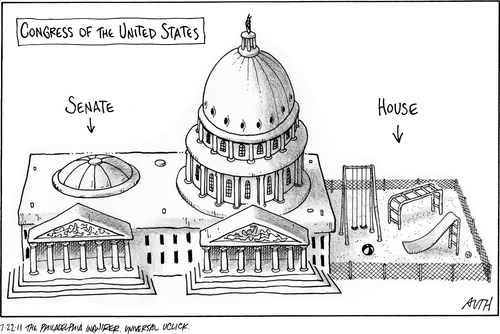 CONGRESS OF THE UNITED STATES
SENATE
HOUSE
AUTH
7-22-11 THE PHILADELPHIA INQUIRER. UNIVERSAL UCLICK.